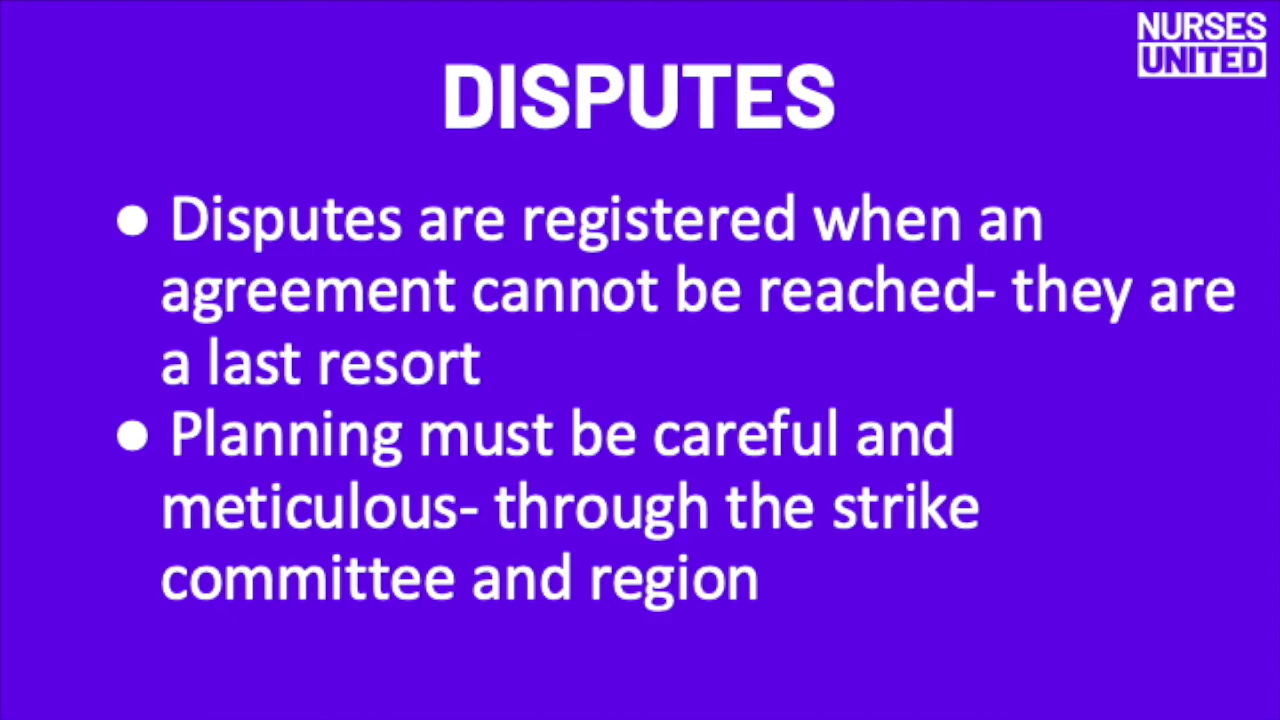 NURSES
UNITED
DISPUTES
● Disputes are registered when an
agreement cannot be reached- they are
a last resort
● Planning must be careful and
meticulous- through the strike
committee and region